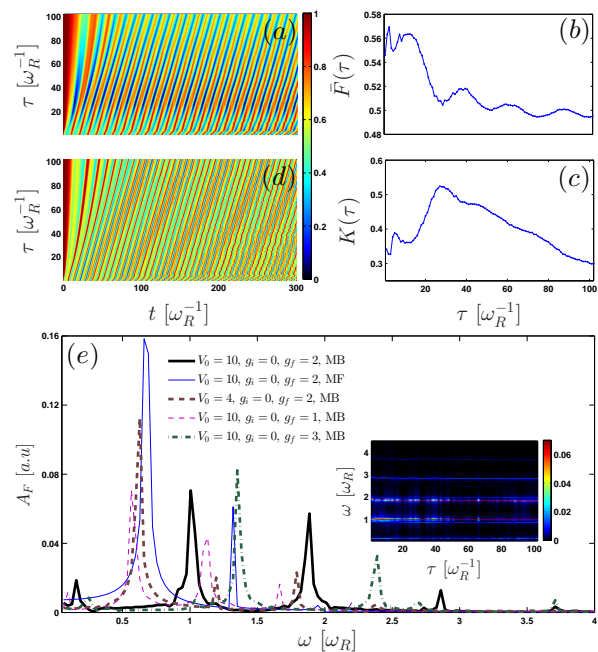 100
80
60
40
20
τ [ω_R^{-1}]
(a)
1
0.8
0.6
0.4
0.2
0
0.56
0.52
0.48
F̄(τ)
(b)
100
80
60
40
20
0
τ [ω_R^{-1}]
(d)
0
100
200
300
t [ω_R^{-1}]
0.6
0.5
0.4
0.3
K(τ)
(c)
20
40
60
80
100
τ [ω_R^{-1}]
(e)
0.16
0.12
0.08
0.04
0
A_F [a.u]
V_0 = 10, g_i = 0, g_f = 2, MB
V_0 = 10, g_i = 0, g_f = 2, MF
V_0 = 4, g_i = 0, g_f = 2, MB
V_0 = 10, g_i = 0, g_f = 1, MB
V_0 = 10, g_i = 0, g_f = 3, MB
4
3
2
1
ω [ω_R]
20
40
60
80
100
τ [ω_R^{-1}]
0.06
0.04
0.02
0
0.5
1
1.5
2
2.5
3
3.5
4
ω [ω_R]